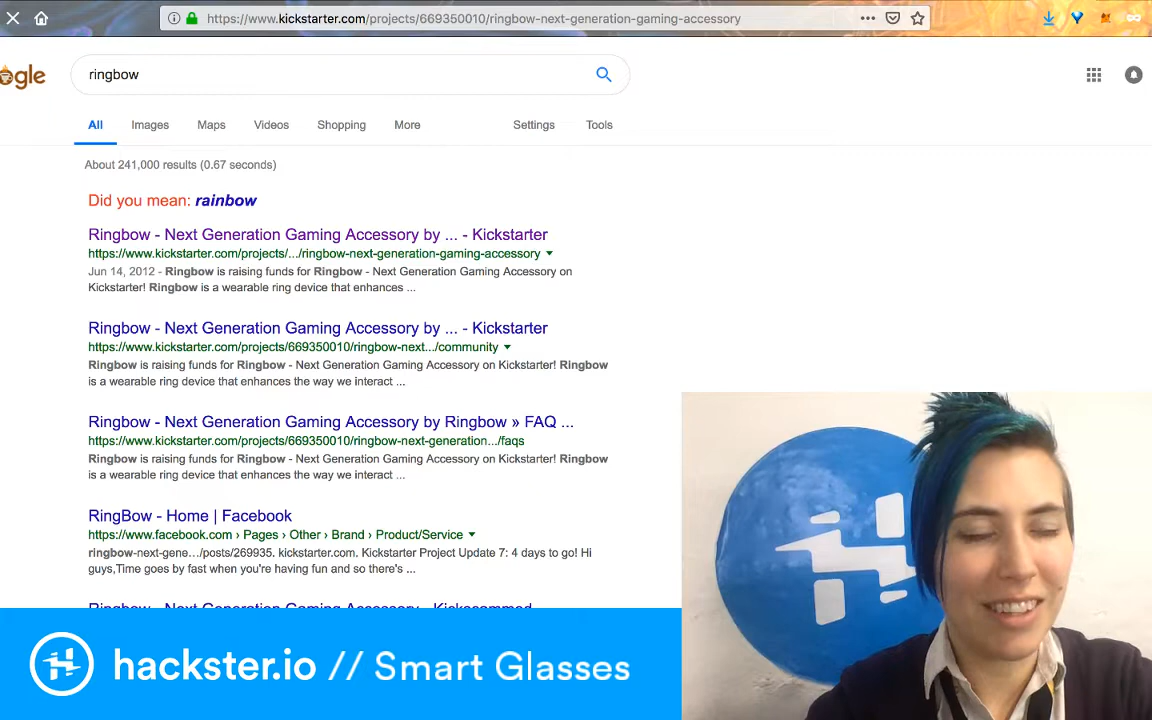 https://www.kickstarter.com/projects/669350010/ringbow-next-generation-gaming-accessory
ogle
ringbow
All Images Maps Videos Shopping More Settings Tools
About 241,000 results (0.67 seconds)
Did you mean: rainbow
Ringbow - Next Generation Gaming Accessory by ... - Kickstarter
https://www.kickstarter.com/projects/.../ringbow-next-generation-gaming-accessory
Jun 14, 2012 - Ringbow is raising funds for Ringbow - Next Generation Gaming Accessory on
Kickstarter! Ringbow is a wearable ring device that enhances ...
Ringbow - Next Generation Gaming Accessory by ... - Kickstarter
https://www.kickstarter.com/projects/669350010/ringbow-next.../community
Ringbow is raising funds for Ringbow - Next Generation Gaming Accessory on Kickstarter! Ringbow
is a wearable ring device that enhances the way we interact ...
Ringbow - Next Generation Gaming Accessory by Ringbow » FAQ ...
https://www.kickstarter.com/projects/669350010/ringbow-next-generation.../faqs
Ringbow is raising funds for Ringbow - Next Generation Gaming Accessory on Kickstarter! Ringbow
is a wearable ring device that enhances the way we interact ...
RingBow - Home | Facebook
https://www.facebook.com › Pages › Other › Brand › Product/Service
ringbow-next-gene.../posts/269935. kickstarter.com. Kickstarter Project Update 7: 4 days to go! Hi
guys,Time goes by fast when you're having fun and so there's ...
Ringbow - Next Generation Gaming Accessory
hackster.io // Smart Glasses